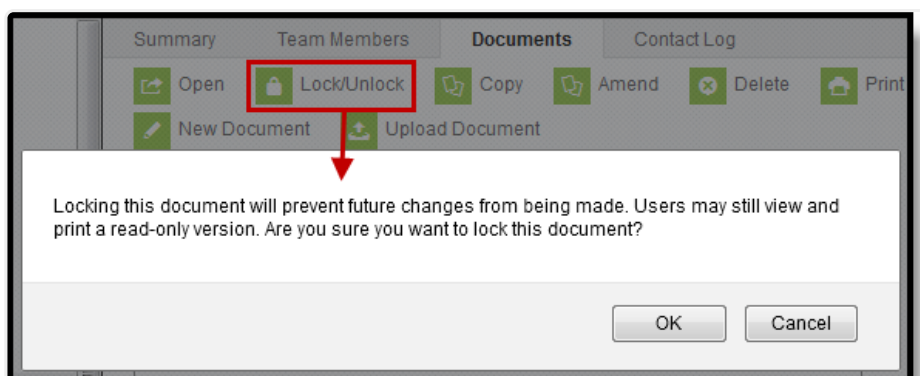 Summary Team Members Documents Contact Log
Open Lock/Unlock Copy Amend Delete Print
New Document Upload Document
Locking this document will prevent future changes from being made. Users may still view and
print a read-only version. Are you sure you want to lock this document?
OK Cancel